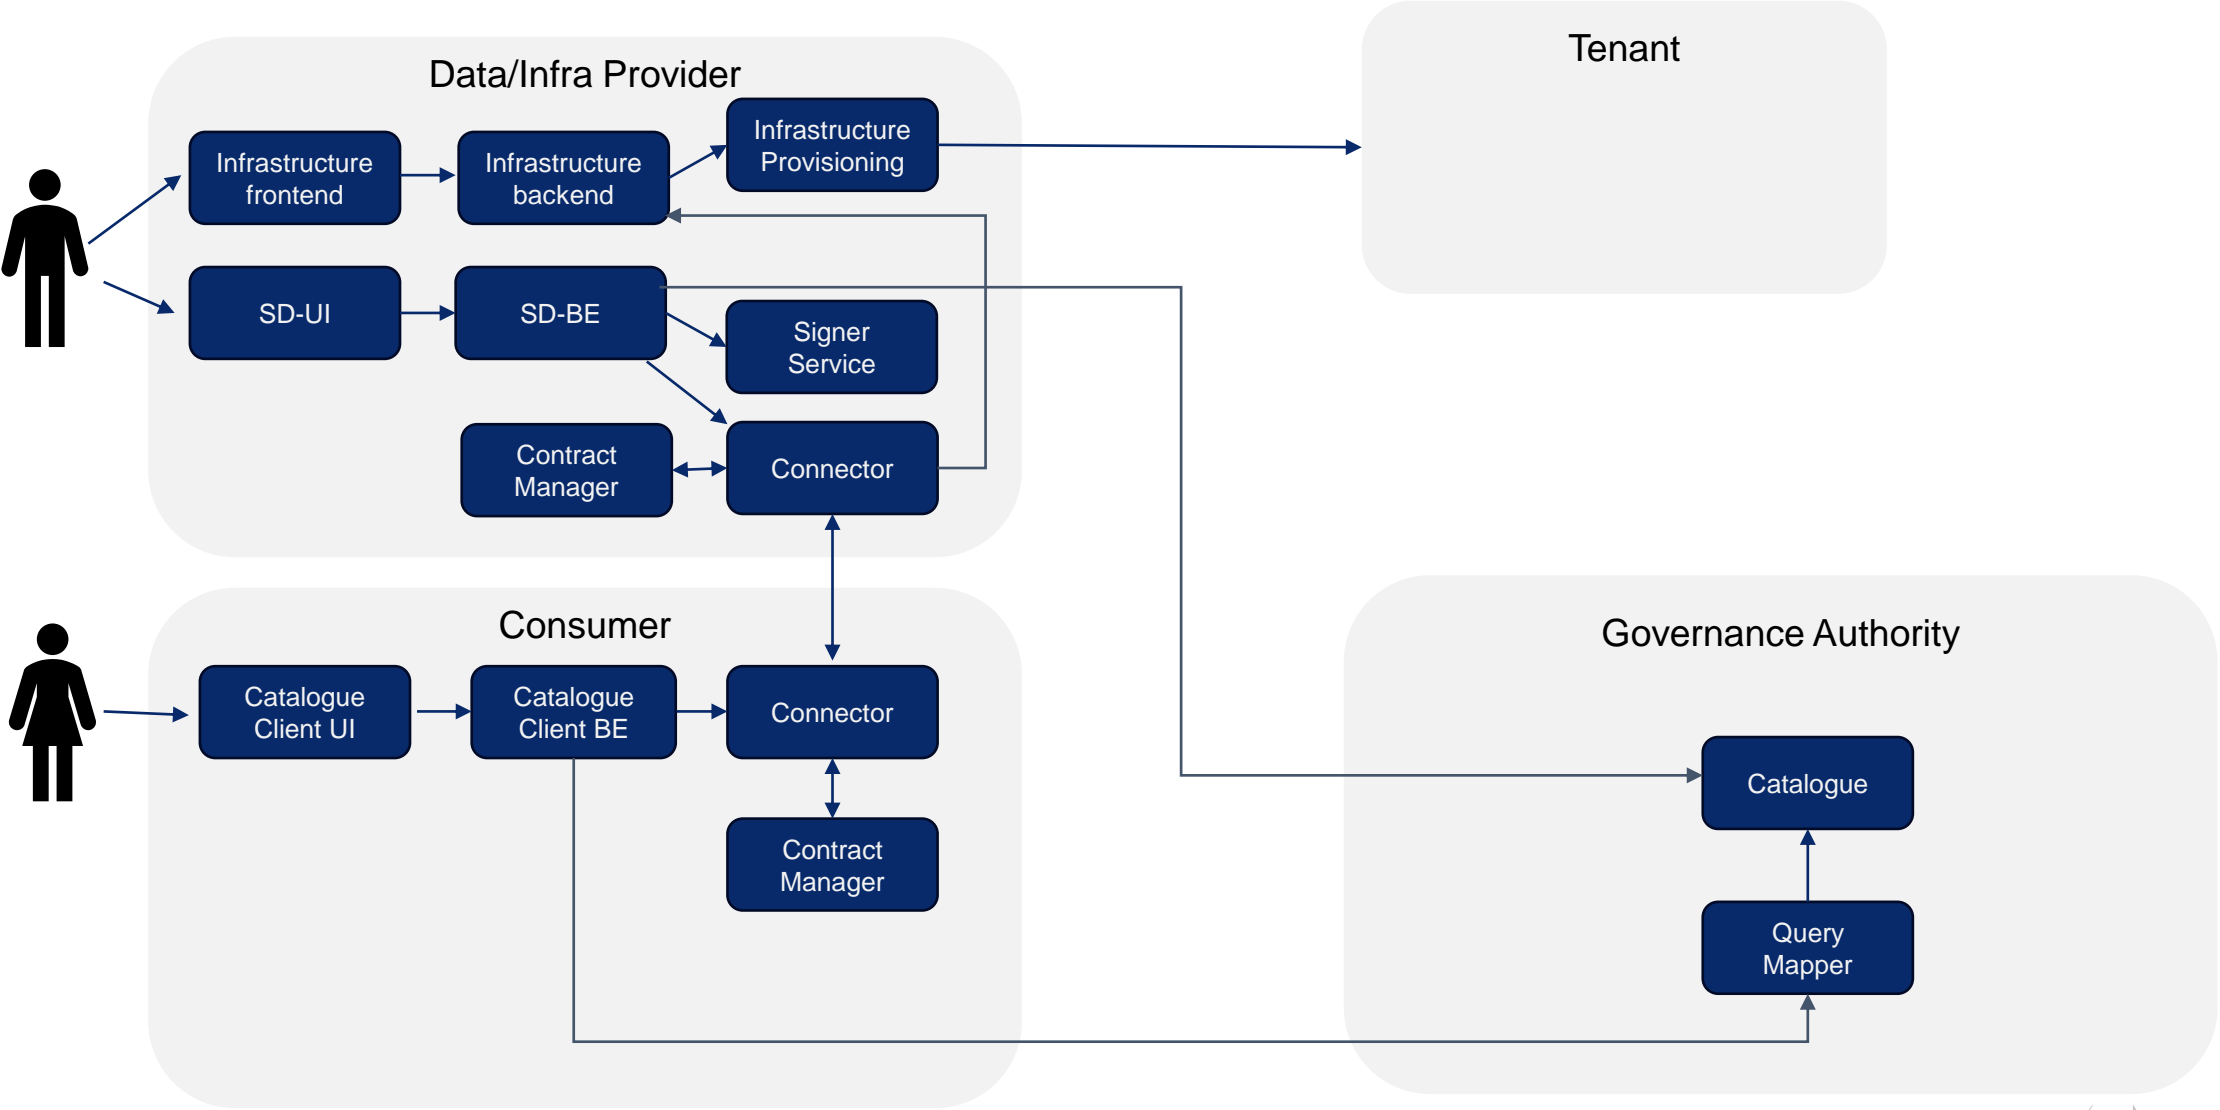 Data/Infra Provider
Infrastructure
frontend
Infrastructure
backend
Infrastructure
Provisioning
SD-UI
SD-BE
Signer
Service
Contract
Manager
Connector
Tenant
Consumer
Catalogue
Client UI
Catalogue
Client BE
Connector
Contract
Manager
Governance Authority
Catalogue
Query
Mapper